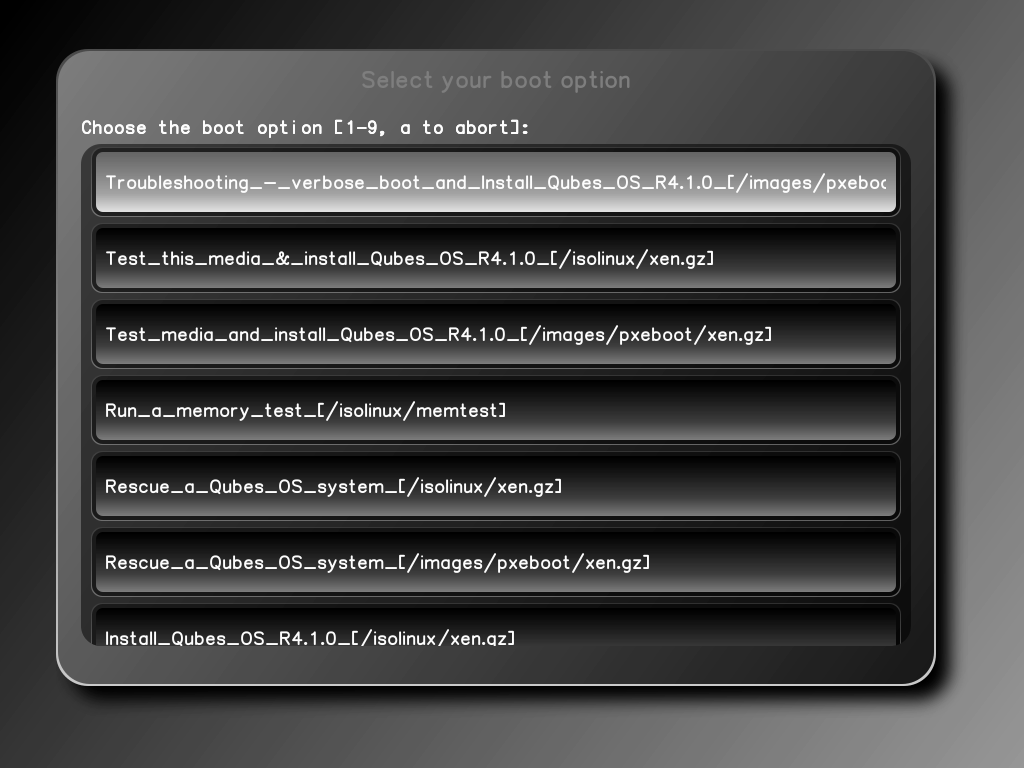 Select your boot option
Choose the boot option [1-9, a to abort]:
Troubleshooting_-_verbose_boot_and_Install_Qubes_OS_R4.1.0_[/images/pxeboo
Test_this_media_&_install_Qubes_OS_R4.1.0_[/isolinux/xen.gz]
Test_media_and_install_Qubes_OS_R4.1.0_[/images/pxeboot/xen.gz]
Run_a_memory_test_[/isolinux/memtest]
Rescue_a_Qubes_OS_system_[/isolinux/xen.gz]
Rescue_a_Qubes_OS_system_[/images/pxeboot/xen.gz]
Install_Qubes_OS_R4.1.0_[/isolinux/xen.gz]